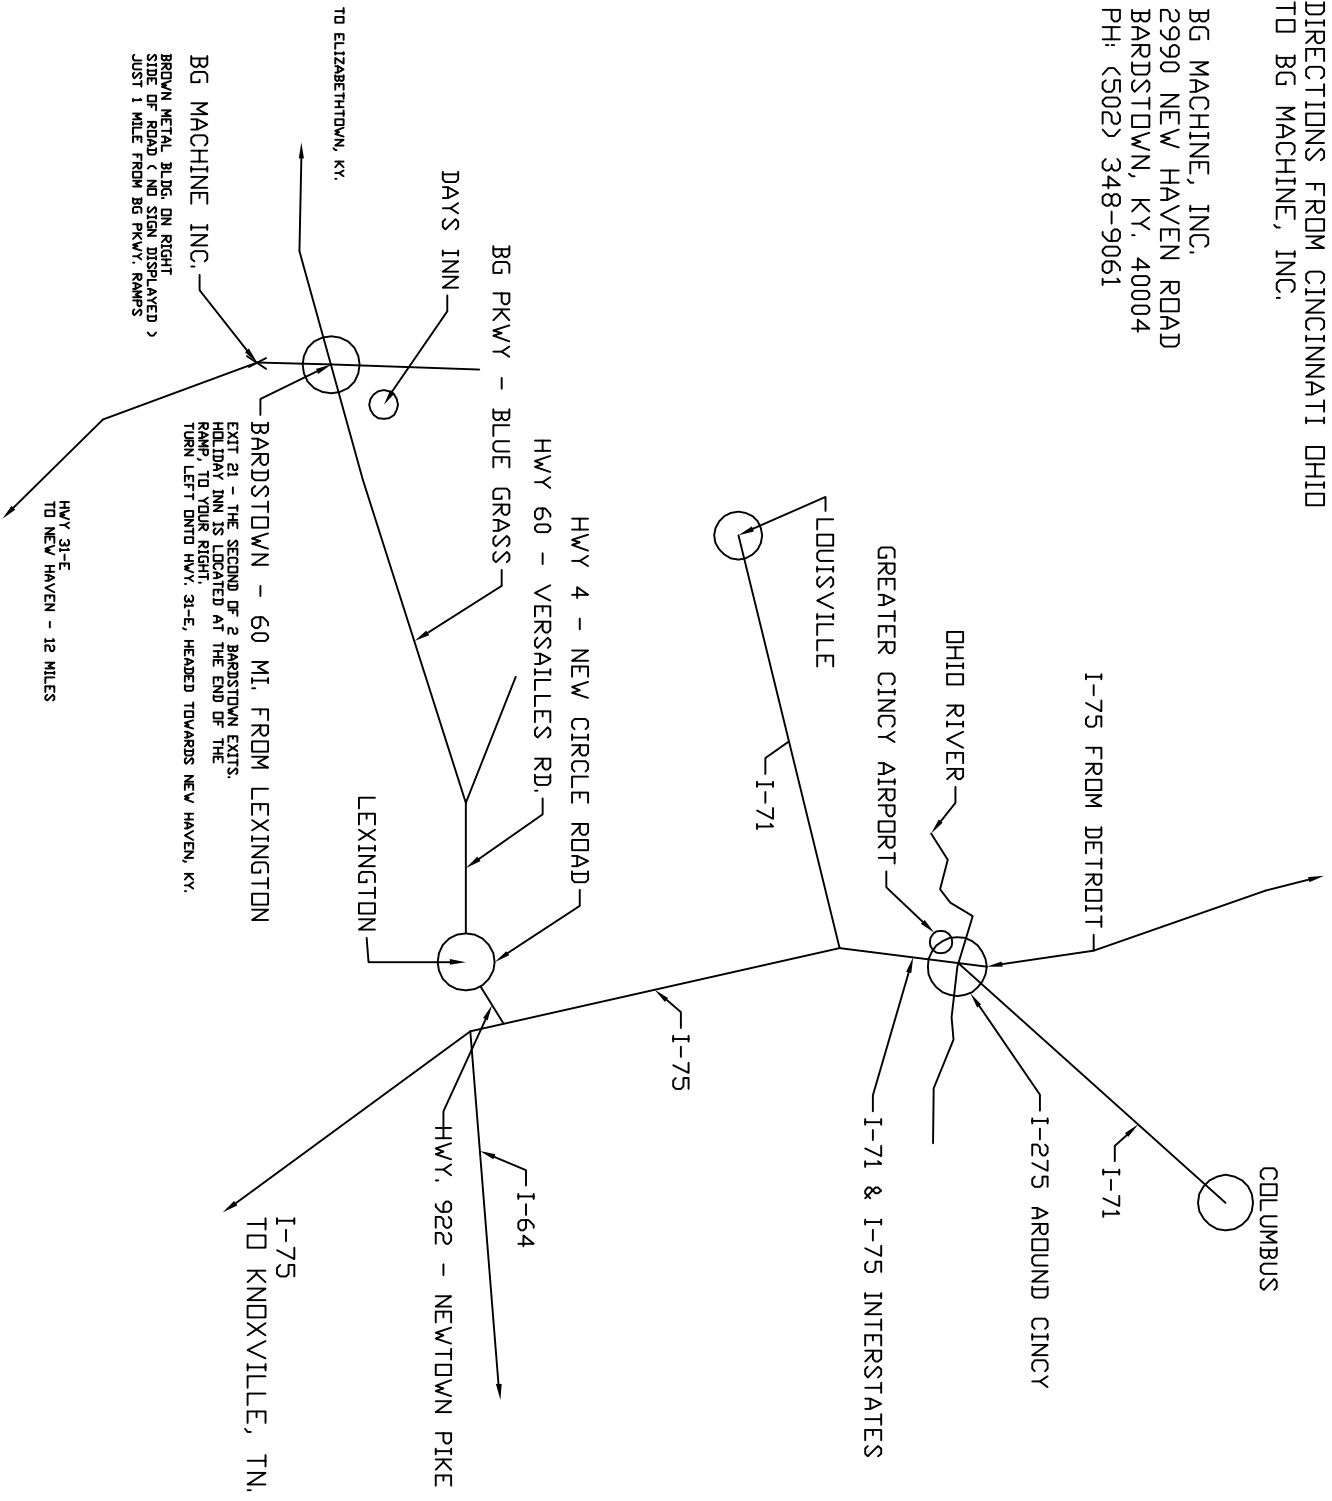 DIRECTIONS FROM CINCINNATI OHIO
TO BG MACHINE, INC.
BG MACHINE, INC.
2990 NEW HAVEN ROAD
BARDSTOWN, KY. 40004
PH: (502) 348-9061
COLUMBUS
I-71
I-75 FROM DETROIT
I-275 AROUND CINCY
OHIO RIVER
GREATER CINCY AIRPORT
I-71 & I-75 INTERSTATES
LOUISVILLE
I-71
I-75
HWY 4 - NEW CIRCLE ROAD
HWY 60 - VERSAILLES RD.
BG PKWY - BLUE GRASS
I-64
DAYS INN
HWY. 922 - NEWTOWN PIKE
LEXINGTON
TO ELIZABETHTOWN, KY.
I-75
TO KNOXVILLE, TN.
BARDSTOWN - 60 MI. FROM LEXINGTON
EXIT 21 - THE SECOND OF 2 BARDSTOWN EXITS.
HOLIDAY INN IS LOCATED AT THE END OF THE
RAMP, TO YOUR RIGHT.
TURN LEFT ONTO HWY. 31-E, HEADED TOWARDS NEW HAVEN, KY.
BG MACHINE INC.
BROWN METAL BLDG. ON RIGHT
SIDE OF ROAD ( NO SIGN DISPLAYED )
JUST 1 MILE FROM BG PKWY. RAMPS
HWY 31-E
TO NEW HAVEN - 12 MILES